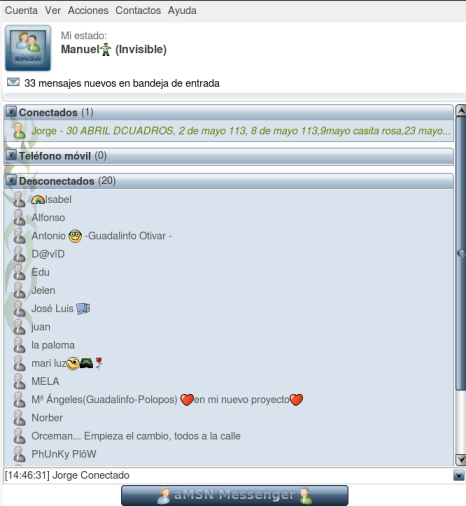 Cuenta Ver Acciones Contactos Ayuda
Mi estado:
Manuel (Invisible)
33 mensajes nuevos en bandeja de entrada
Conectados (1)
Jorge - 30 ABRIL DCUADROS, 2 de mayo 113, 8 de mayo 113,9mayo casita rosa,23 mayo...
Teléfono móvil (0)
Desconectados (20)
Isabel
Alfonso
Antonio -Guadalinfo Otivar -
D@vîD
Edu
Jelen
José Luis
juan
la paloma
mari luz
MELA
Mª Ángeles(Guadalinfo-Polopos) en mi nuevo proyecto
Norber
Orceman... Empieza el cambio, todos a la calle
PhUnKy PlôW
[14:46:31] Jorge Conectado
aMSN Messenger